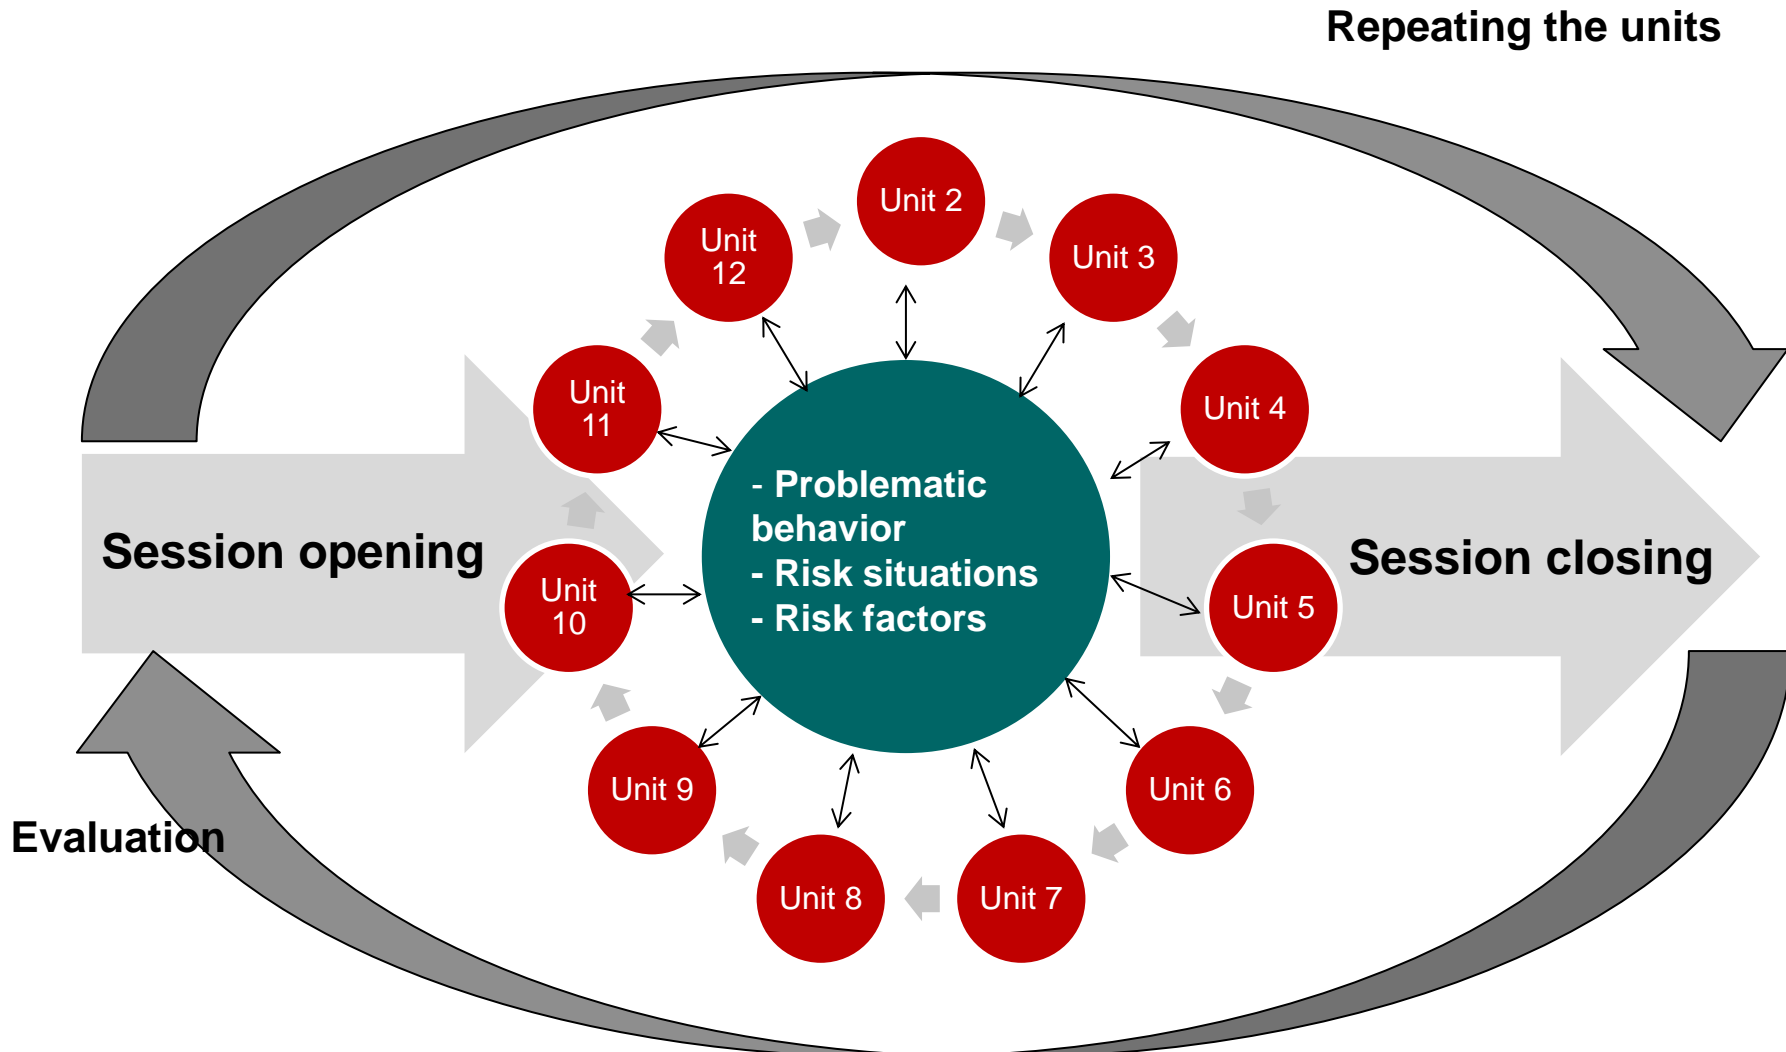 Repeating the units
Unit 2
Unit 3
Unit 4
Unit 5
Unit 6
Unit 7
Unit 8
Unit 9
Unit
10
Unit
11
Unit
12
- Problematic
behavior
- Risk situations
- Risk factors
Session opening
Session closing
Evaluation